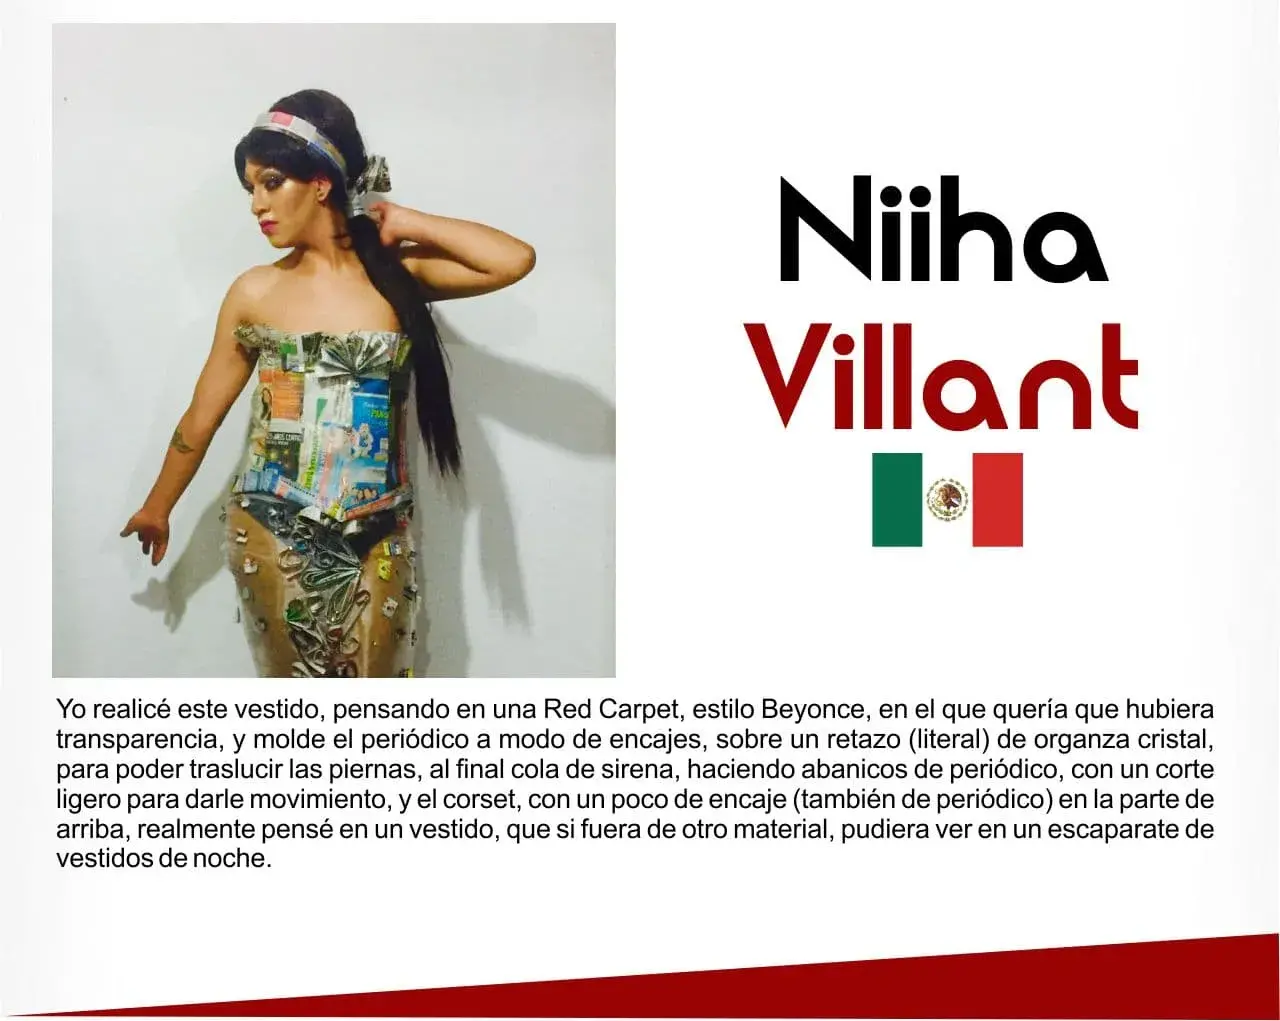 Niiha
Villant
Yo realicé este vestido, pensando en una Red Carpet, estilo Beyonce, en el que quería que hubiera
transparencia, y molde el periódico a modo de encajes, sobre un retazo (literal) de organza cristal,
para poder traslucir las piernas, al final cola de sirena, haciendo abanicos de periódico, con un corte
ligero para darle movimiento, y el corset, con un poco de encaje (también de periódico) en la parte de
arriba, realmente pensé en un vestido, que si fuera de otro material, pudiera ver en un escaparate de
vestidos de noche.